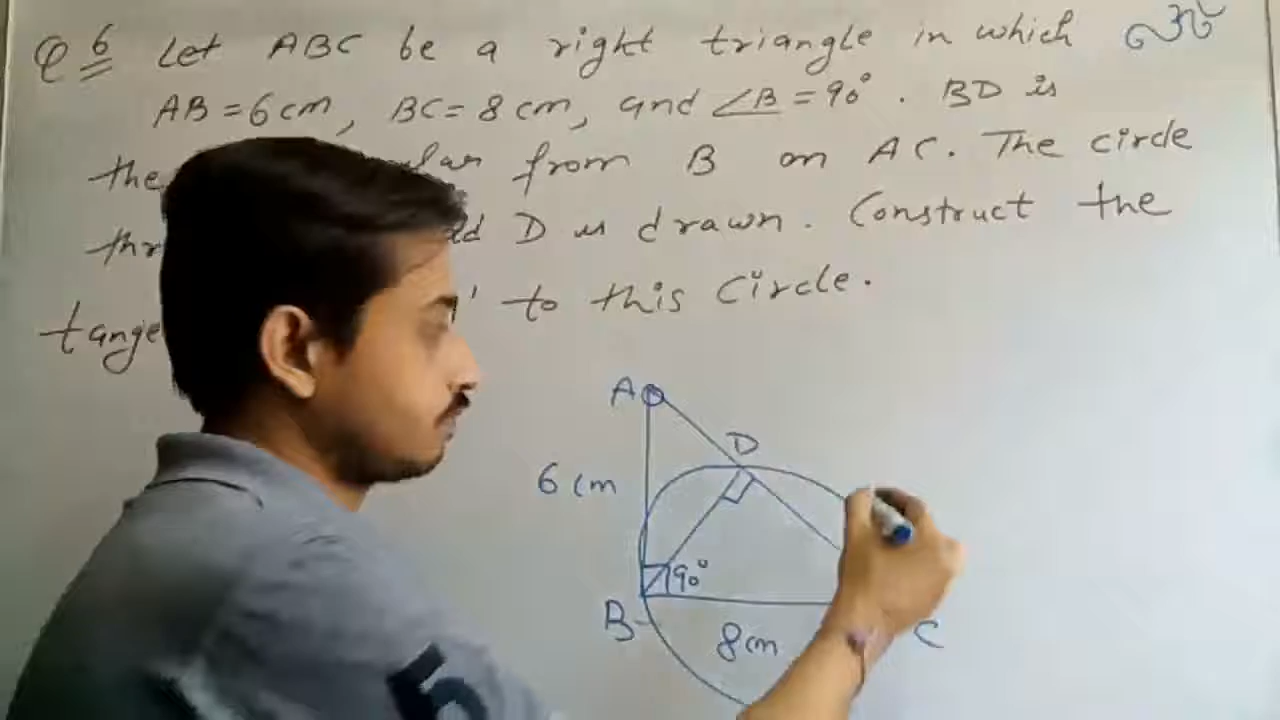 Q 6 Let ABC be a right triangle in which
AB = 6 cm, BC = 8 cm, and ∠B = 90°. BD is
the from B on AC. The circle
D is drawn. Construct the
to this Circle.
A
D
6 cm
90°
B
8 cm
C
5